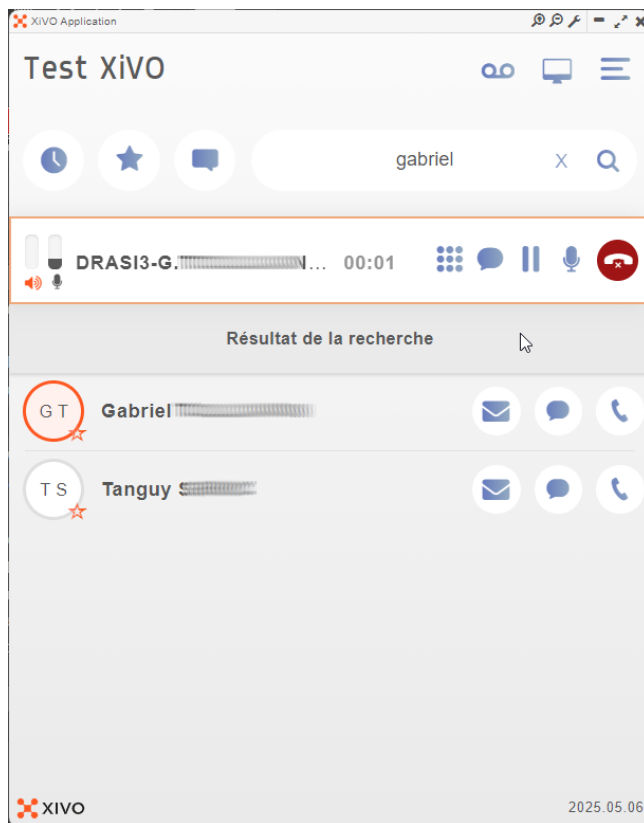 XiVO Application
Test XiVO
gabriel X
DRASI3-G. ... 00:01
Résultat de la recherche
G T Gabriel
T S Tanguy
XIVO 2025.05.06